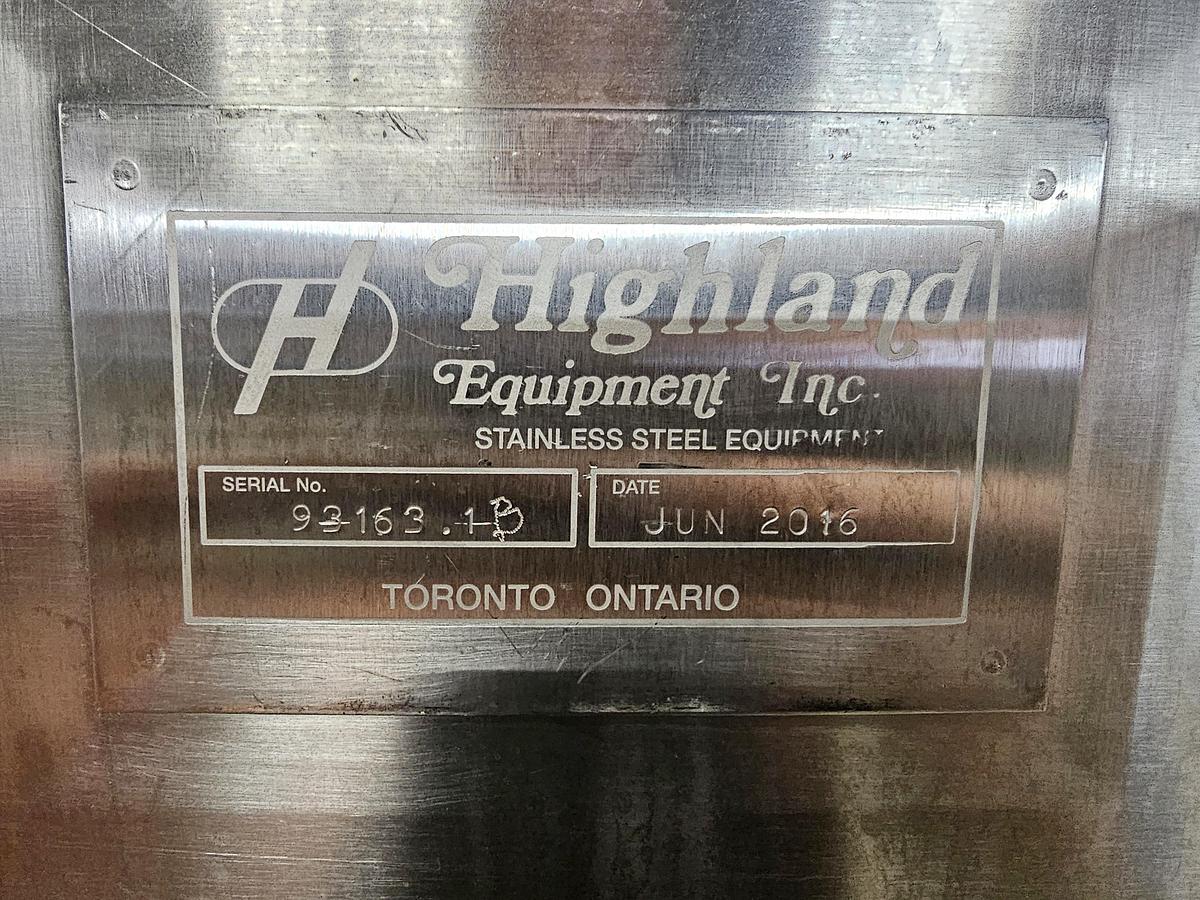 H
Highland
Equipment Inc.
STAINLESS STEEL EQUIPMENT
SERIAL No.
93163.1B
DATE
JUN 2016
TORONTO ONTARIO